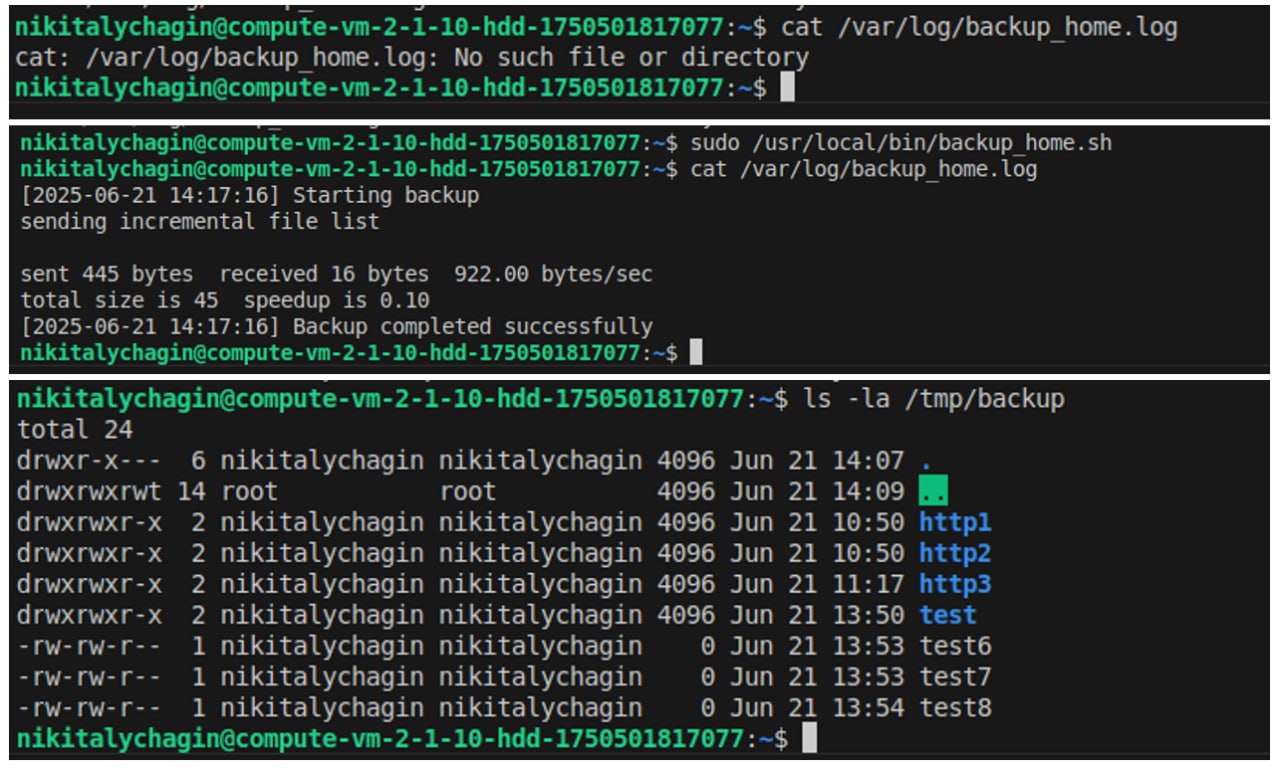 nikitalychagin@compute-vm-2-1-10-hdd-1750501817077:~$ cat /var/log/backup_home.log
cat: /var/log/backup_home.log: No such file or directory
nikitalychagin@compute-vm-2-1-10-hdd-1750501817077:~$
nikitalychagin@compute-vm-2-1-10-hdd-1750501817077:~$ sudo /usr/local/bin/backup_home.sh
nikitalychagin@compute-vm-2-1-10-hdd-1750501817077:~$ cat /var/log/backup_home.log
[2025-06-21 14:17:16] Starting backup
sending incremental file list
sent 445 bytes  received 16 bytes  922.00 bytes/sec
total size is 45  speedup is 0.10
[2025-06-21 14:17:16] Backup completed successfully
nikitalychagin@compute-vm-2-1-10-hdd-1750501817077:~$
nikitalychagin@compute-vm-2-1-10-hdd-1750501817077:~$ ls -la /tmp/backup
total 24
drwxr-x---  6 nikitalychagin nikitalychagin 4096 Jun 21 14:07 .
drwxrwxrwt 14 root           root           4096 Jun 21 14:09 ..
drwxrwxr-x  2 nikitalychagin nikitalychagin 4096 Jun 21 10:50 http1
drwxrwxr-x  2 nikitalychagin nikitalychagin 4096 Jun 21 10:50 http2
drwxrwxr-x  2 nikitalychagin nikitalychagin 4096 Jun 21 11:17 http3
drwxrwxr-x  2 nikitalychagin nikitalychagin 4096 Jun 21 13:50 test
-rw-rw-r--  1 nikitalychagin nikitalychagin    0 Jun 21 13:53 test6
-rw-rw-r--  1 nikitalychagin nikitalychagin    0 Jun 21 13:53 test7
-rw-rw-r--  1 nikitalychagin nikitalychagin    0 Jun 21 13:54 test8
nikitalychagin@compute-vm-2-1-10-hdd-1750501817077:~$